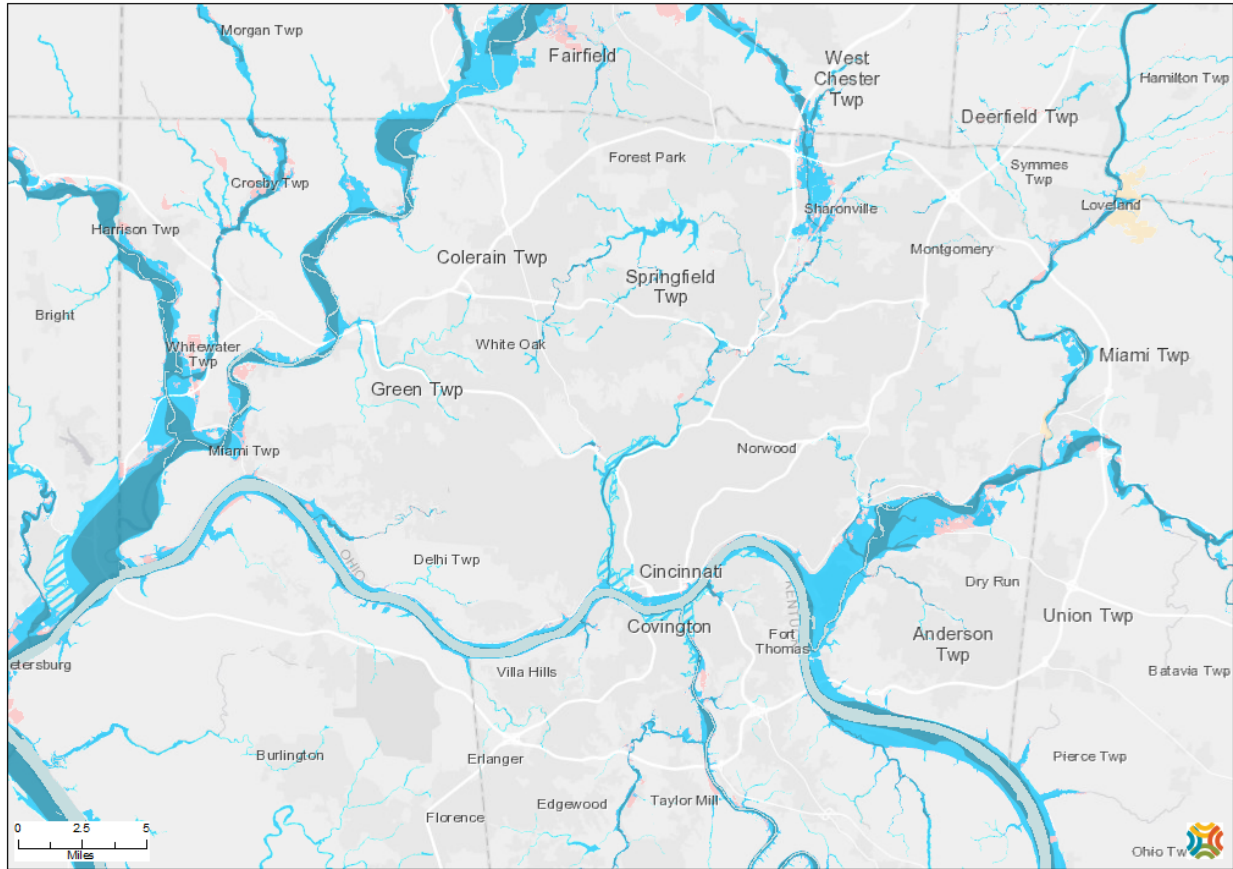 Morgan Twp
Fairfield
West
Chester
Twp
Hamilton Twp
Deerfield Twp
Forest Park
Symmes
Twp
Crosby Twp
Loveland
Sharonville
Harrison Twp
Montgomery
Colerain Twp
Springfield
Twp
Bright
White Oak
Whitewater
Twp
Miami Twp
Green Twp
Norwood
Miami Twp
OHIO
Delhi Twp
Cincinnati
Dry Run
Union Twp
Covington
Fort
Thomas
Anderson
Twp
etersburg
Villa Hills
Batavia Twp
Burlington
Erlanger
Pierce Twp
Edgewood
Taylor Mill
Florence
0 2.5 5
Miles
Ohio Tw